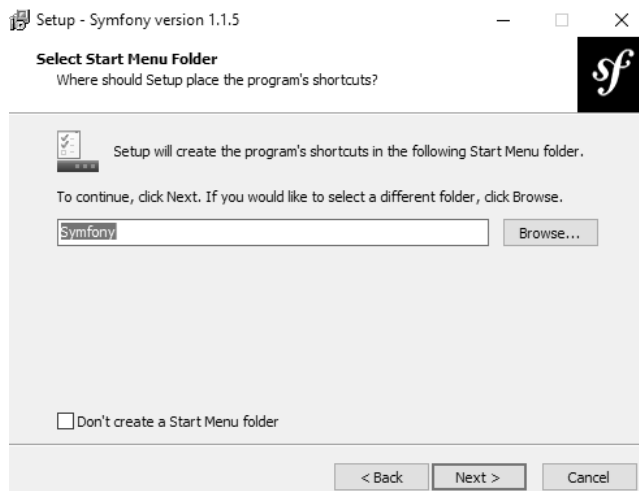 Setup - Symfony version 1.1.5
Select Start Menu Folder
Where should Setup place the program's shortcuts?
sf
Setup will create the program's shortcuts in the following Start Menu folder.
To continue, click Next. If you would like to select a different folder, click Browse.
Symfony
Browse...
Don't create a Start Menu folder
< Back
Next >
Cancel